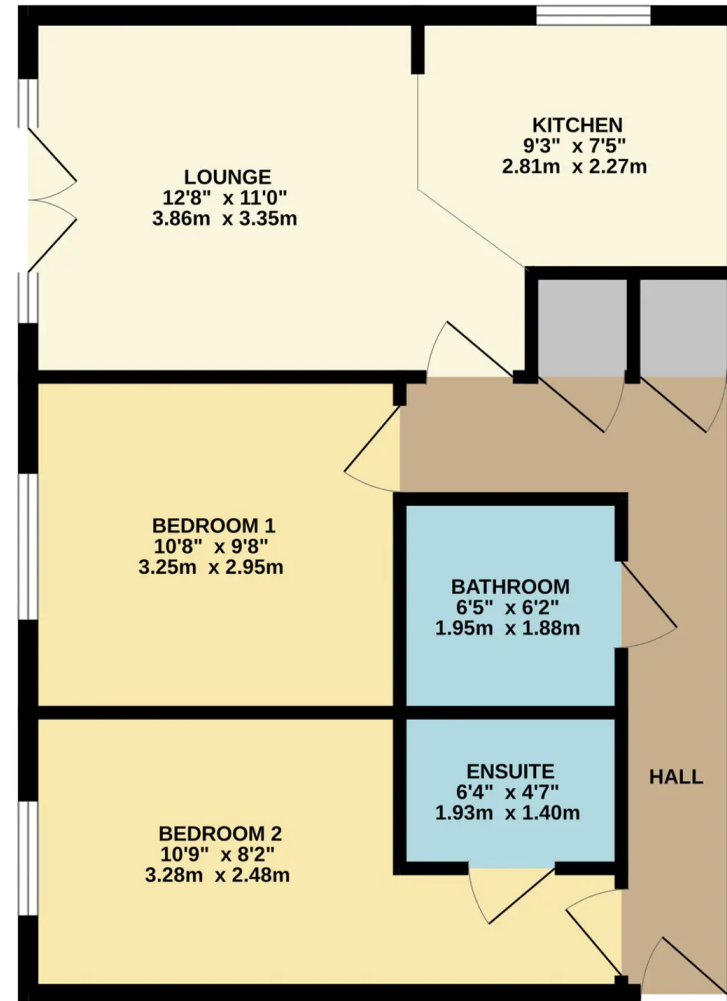 LOUNGE
12'8" x 11'0"
3.86m x 3.35m
KITCHEN
9'3" x 7'5"
2.81m x 2.27m
BEDROOM 1
10'8" x 9'8"
3.25m x 2.95m
BATHROOM
6'5" x 6'2"
1.95m x 1.88m
ENSUITE
6'4" x 4'7"
1.93m x 1.40m
HALL
BEDROOM 2
10'9" x 8'2"
3.28m x 2.48m